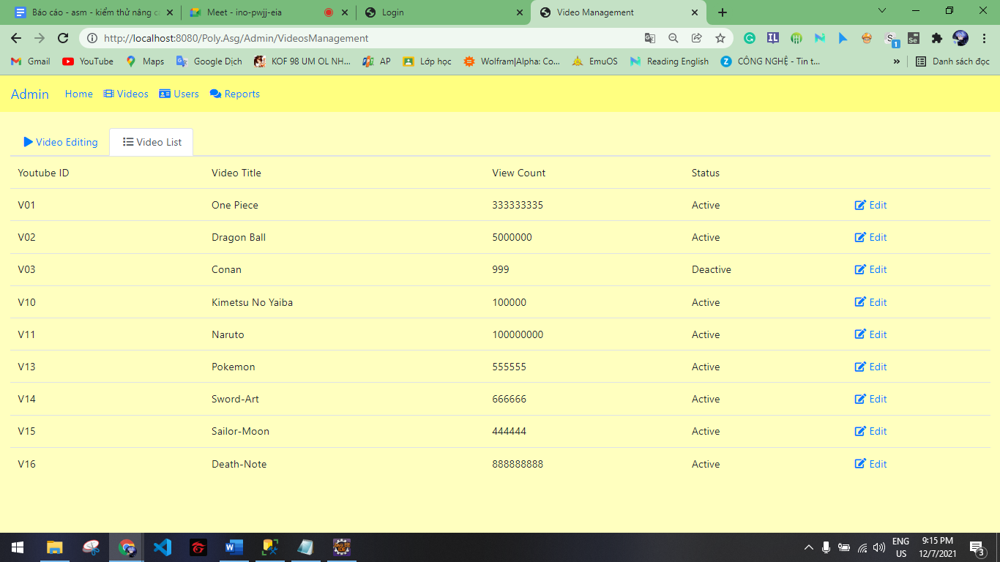 Báo cáo - asm - kiểm thử nâng c
Meet - ino-pwjj-eia
Login
Video Management
http://localhost:8080/Poly.Asg/Admin/VideosManagement
Gmail YouTube Maps Google Dịch KOF 98 UM OL NH... AP Lớp học Wolfram|Alpha: Co... EmuOS Reading English CÔNG NGHỆ - Tin t... » Danh sách đọc
Admin Home Videos Users Reports
Video Editing Video List
Youtube ID Video Title View Count Status
V01 One Piece 333333335 Active Edit
V02 Dragon Ball 5000000 Active Edit
V03 Conan 999 Deactive Edit
V10 Kimetsu No Yaiba 100000 Active Edit
V11 Naruto 100000000 Active Edit
V13 Pokemon 555555 Active Edit
V14 Sword-Art 666666 Active Edit
V15 Sailor-Moon 444444 Active Edit
V16 Death-Note 888888888 Active Edit
ENG
US
9:15 PM
12/7/2021
3